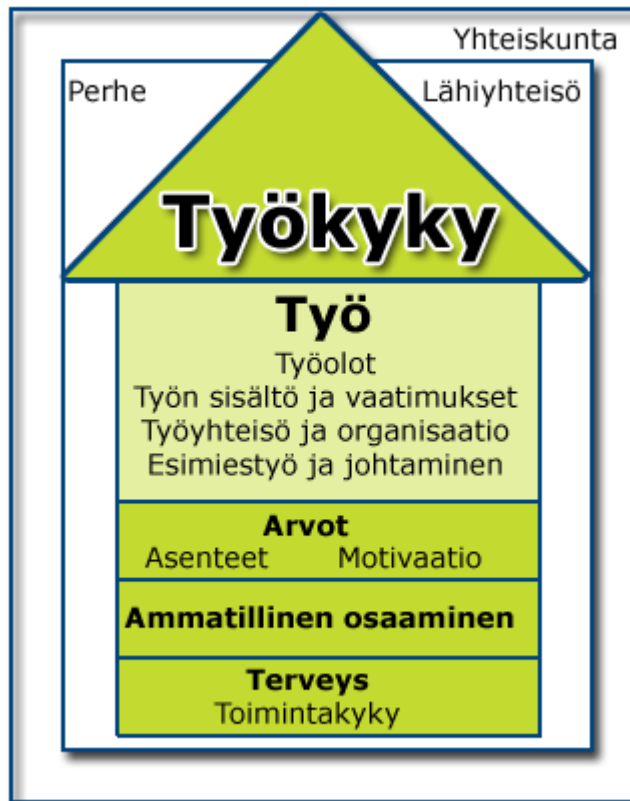 Yhteiskunta
Perhe Lähiyhteisö
Työkyky
Työ
Työolot
Työn sisältö ja vaatimukset
Työyhteisö ja organisaatio
Esimiestyö ja johtaminen
Arvot
Asenteet Motivaatio
Ammatillinen osaaminen
Terveys
Toimintakyky